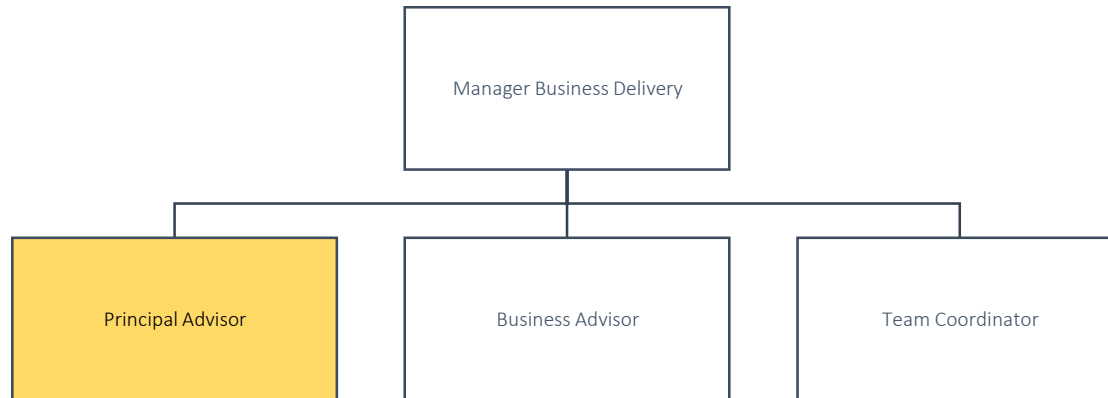 Manager Business Delivery
Principal Advisor
Business Advisor
Team Coordinator